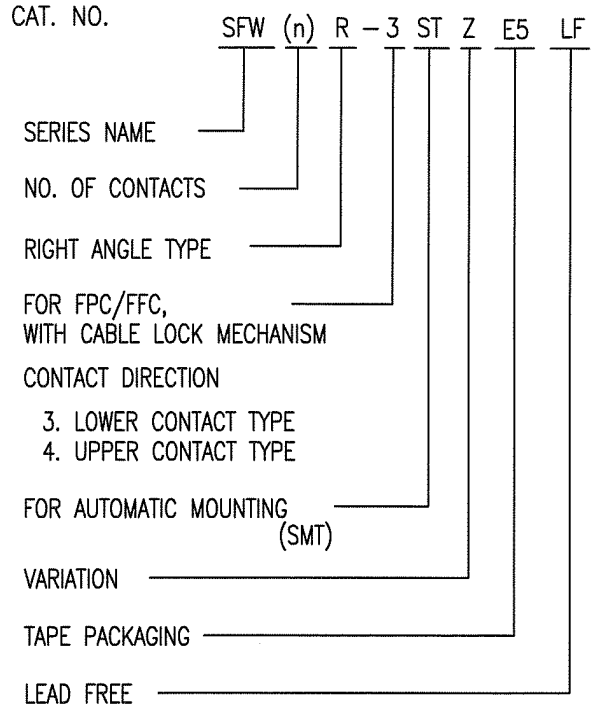 CAT. NO.
SFW (n) R - 3 ST Z E5 LF
SERIES NAME
NO. OF CONTACTS
RIGHT ANGLE TYPE
FOR FPC/FFC,
WITH CABLE LOCK MECHANISM
CONTACT DIRECTION
3. LOWER CONTACT TYPE
4. UPPER CONTACT TYPE
FOR AUTOMATIC MOUNTING
(SMT)
VARIATION
TAPE PACKAGING
LEAD FREE